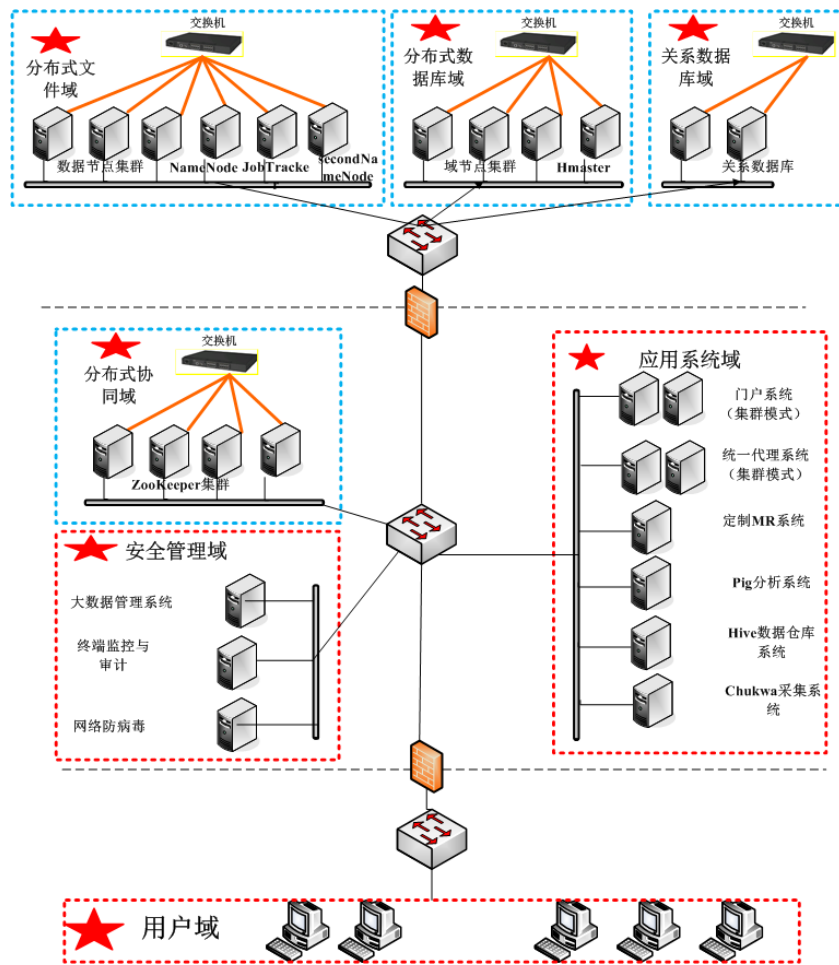 交换机
分布式文
件域
数据节点集群
NameNode
JobTracke
secondNa
meNode
交换机
分布式数
据库域
域节点集群
Hmaster
交换机
关系数据
库域
关系数据库
交换机
分布式协
同域
ZooKeeper集群
安全管理域
大数据管理系统
终端监控与
审计
网络防病毒
应用系统域
门户系统
（集群模式）
统一代理系统
（集群模式）
定制MR系统
Pig分析系统
Hive数据仓库
系统
Chukwa采集系
统
用户域